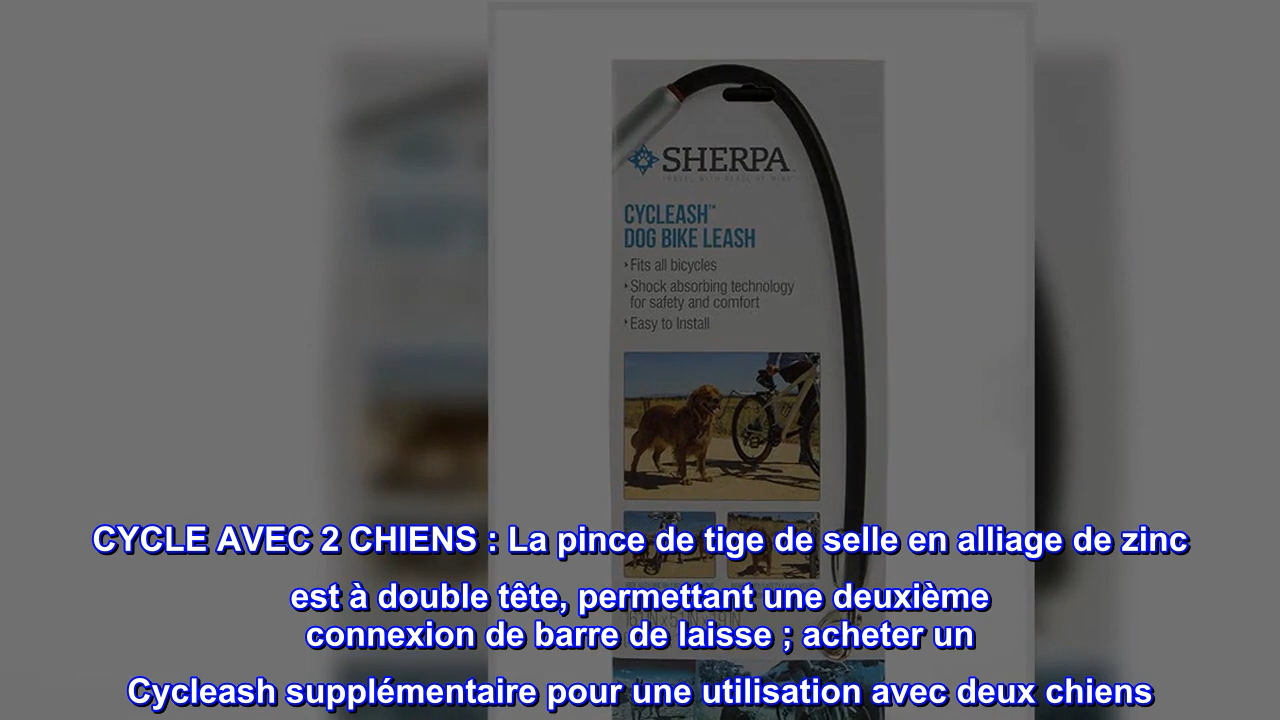 SHERPA
CYCLEASH™
DOG BIKE LEASH
Fits all bicycles
Shock absorbing technology
for safety and comfort
Easy to Install
CYCLE AVEC 2 CHIENS : La pince de tige de selle en alliage de zinc
est à double tête, permettant une deuxième
connexion de barre de laisse ; acheter un
Cycleash supplémentaire pour une utilisation avec deux chiens